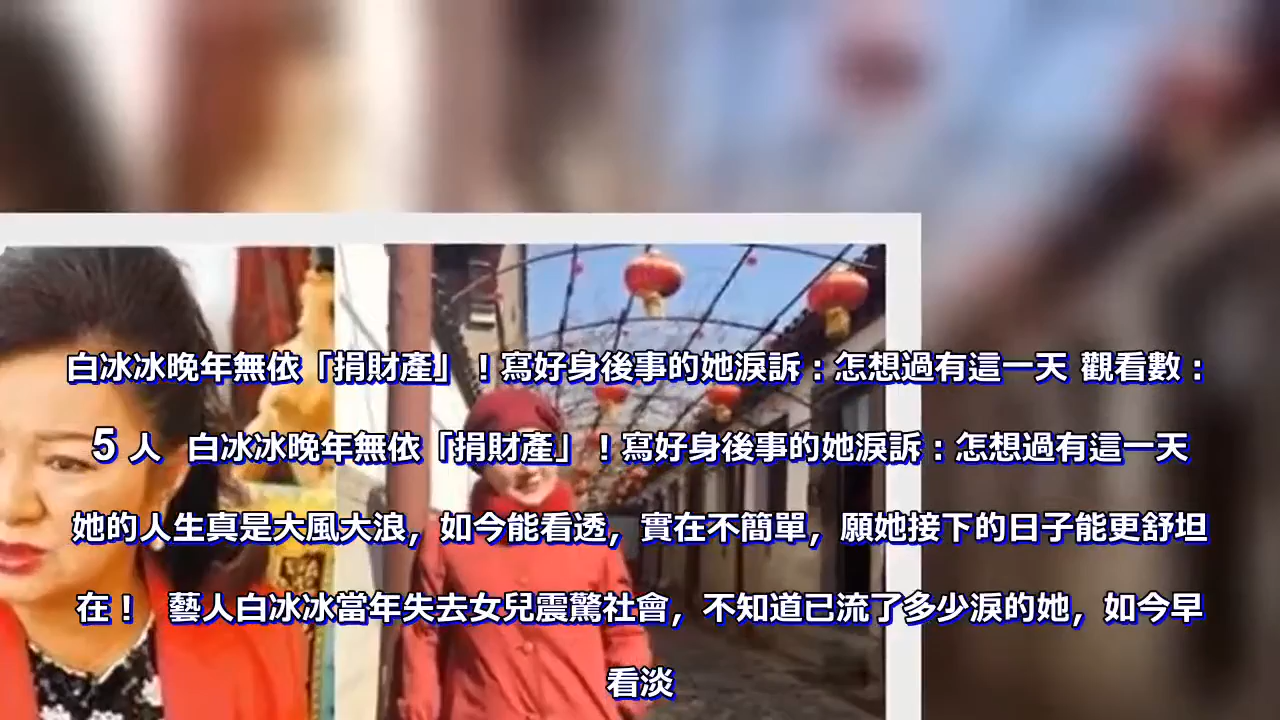 白冰冰晚年無依「捐財產』！寫好身後事的她淚訴：怎想過有這一天 觀看數：
5 人 白冰冰晚年無依「捐財產」！寫好身後事的她淚訴：怎想過有這一天
她的人生真是大風大浪，如今能看透，實在不簡單，願她接下的日子能更舒坦
在！ 藝人白冰冰當年失去女兒震驚社會，不知道已流了多少淚的她，如今早
看淡